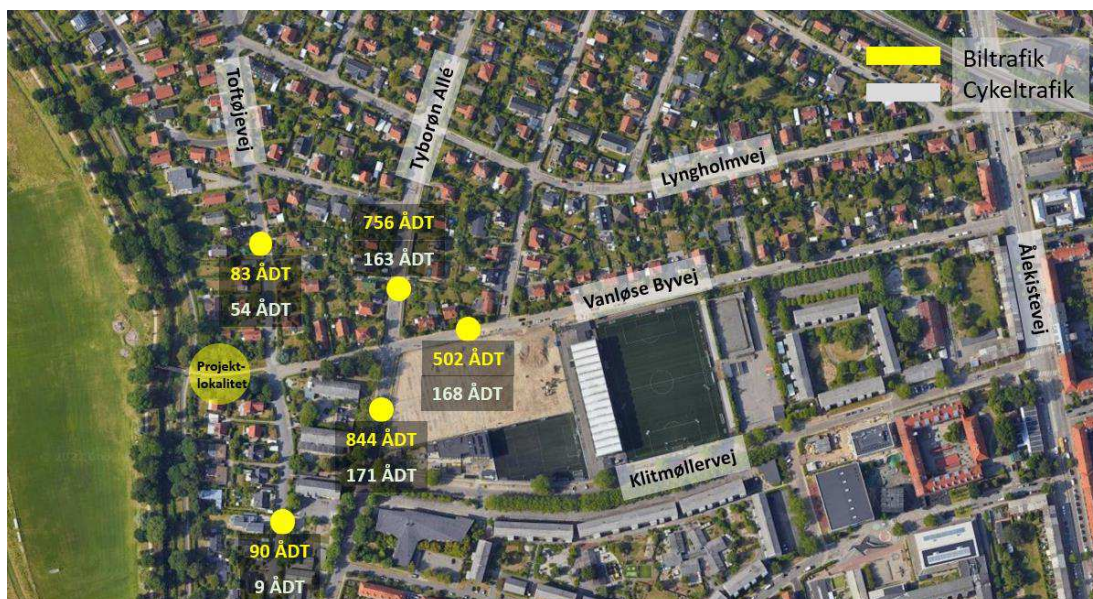 Biltrafik
Cykeltrafik
Toftøjevej
Tyborøn Allé
Lyngholmvej
Vanløse Byvej
Ålekistevej
Klitmøllervej
756 ÅDT
163 ÅDT
83 ÅDT
54 ÅDT
502 ÅDT
168 ÅDT
Projekt-
lokalitet
844 ÅDT
171 ÅDT
90 ÅDT
9 ÅDT